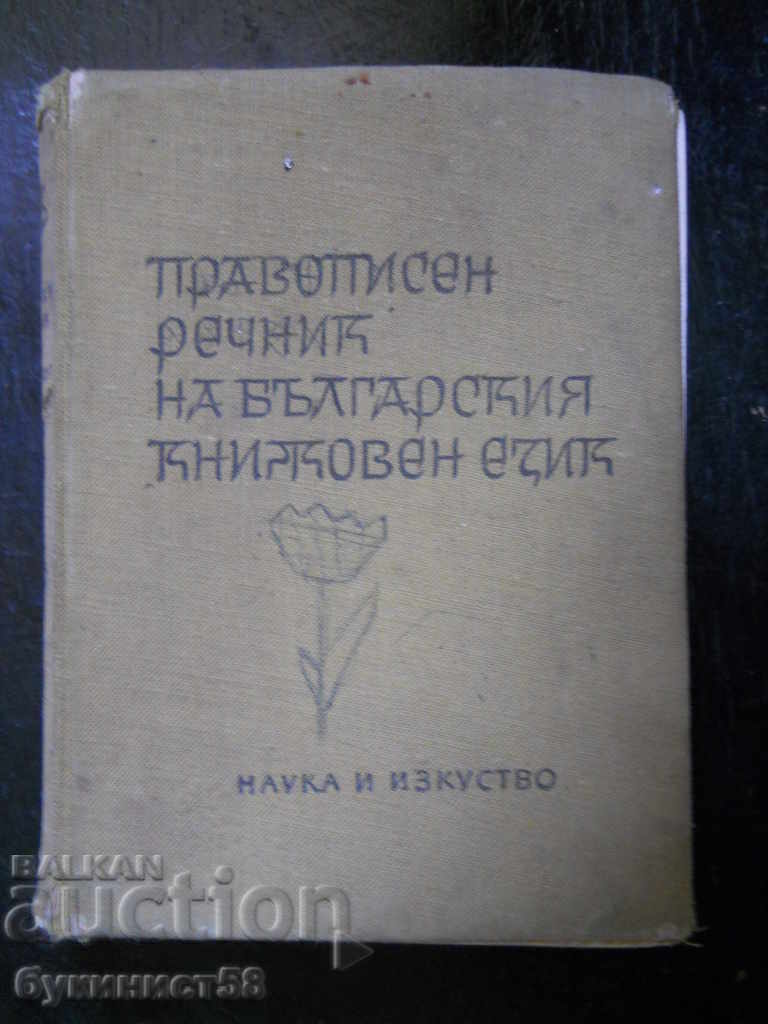 ПРАВОПИСЕН
РЕЧНИК
НА БЪЛГАРСКИЯ
КНИЖОВЕН ЕЗИК
НАУКА И ИЗКУСТВО
BALKAN
auction
букинист58